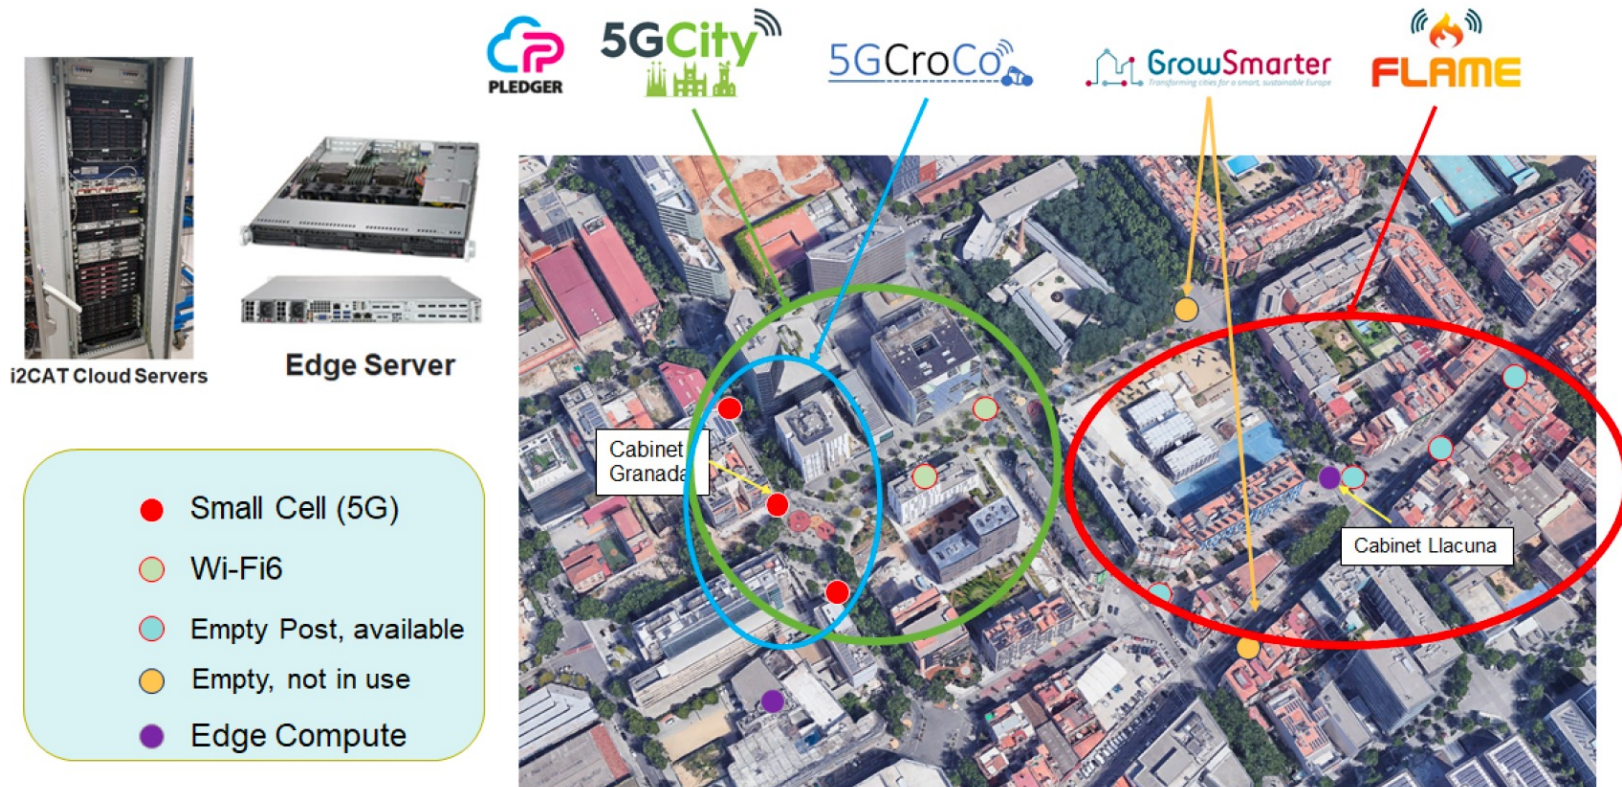 PLEDGER
5GCity
5GCroCo
GrowSmarter
Transforming cities for a smart, sustainable Europe
FLAME
i2CAT Cloud Servers
Edge Server
Cabinet
Granada
Cabinet Llacuna
Small Cell (5G)
Wi-Fi6
Empty Post, available
Empty, not in use
Edge Compute